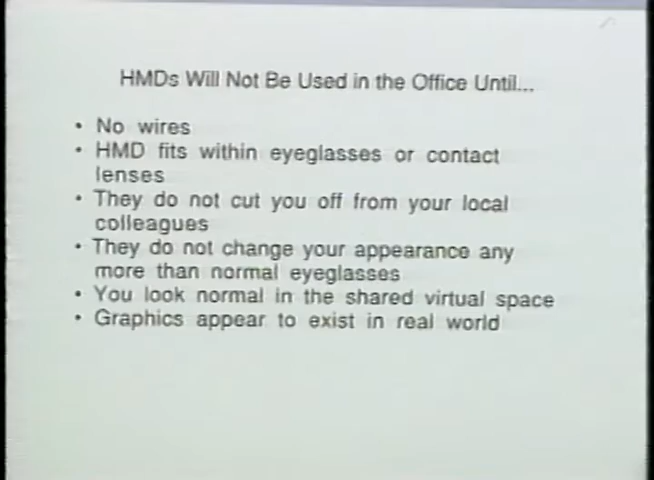 HMDs Will Not Be Used in the Office Until...
• No wires
• HMD fits within eyeglasses or contact
lenses
• They do not cut you off from your local
colleagues
• They do not change your appearance any
more than normal eyeglasses
• You look normal in the shared virtual space
• Graphics appear to exist in real world